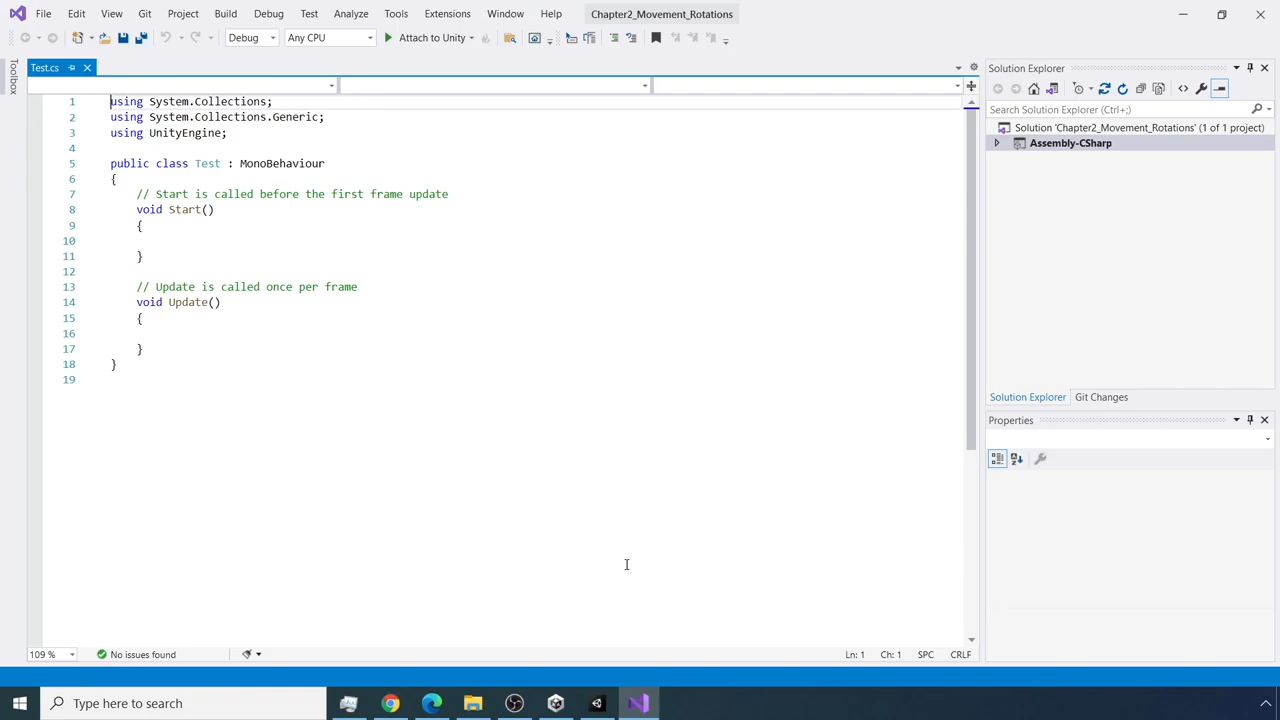 File Edit View Git Project Build Debug Test Analyze Tools Extensions Window Help Chapter2_Movement_Rotations
Debug Any CPU Attach to Unity
Toolbox
Test.cs
1 using System.Collections;
2 using System.Collections.Generic;
3 using UnityEngine;
4
5 public class Test : MonoBehaviour
6 {
7 // Start is called before the first frame update
8 void Start()
9 {
10
11 }
12
13 // Update is called once per frame
14 void Update()
15 {
16
17 }
18 }
19
109 % No issues found Ln: 1 Ch: 1 SPC CRLF
Solution Explorer
Search Solution Explorer (Ctrl+;)
Solution 'Chapter2_Movement_Rotations' (1 of 1 project)
Assembly-CSharp
Solution Explorer Git Changes
Properties
Type here to search